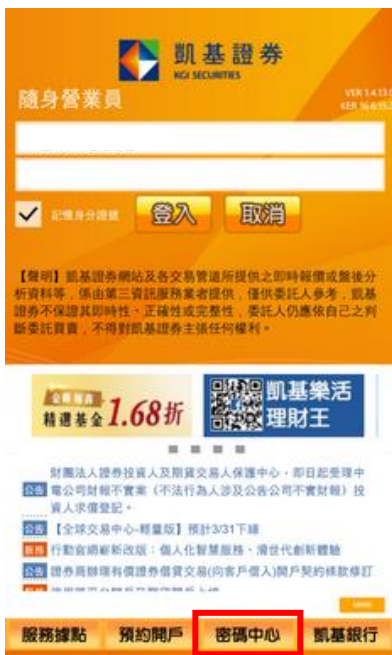 凱基證券
KGI SECURITIES
隨身營業員
記憶身分證號
登入
取消
【聲明】凱基證券網站及各交易管道所提供之即時報價或盤後分
析資料等，係由第三資訊服務業者提供，僅供委託人參考，凱基
證券不保證其即時性、正確性或完整性，委託人仍應依自己之判
斷委託買賣，不得對凱基證券主張任何權利。
精選基金1.68折
凱基樂活
理財王
財團法人證券投資人及期貨交易人保護中心，即日起受理中
公告 電公司財報不實案（不法行為人涉及公告公司不實財報）投
資人求償登記。
公告 【全球交易中心-輕量版】預計3/31下線
服務 行動官網嶄新改版：個人化智慧服務、滑世代創新體驗
公告 證券商辦理有價證券借貸交易(向客戶借入)開戶契約條款修訂
服務據點
預約開戶
密碼中心
凱基銀行